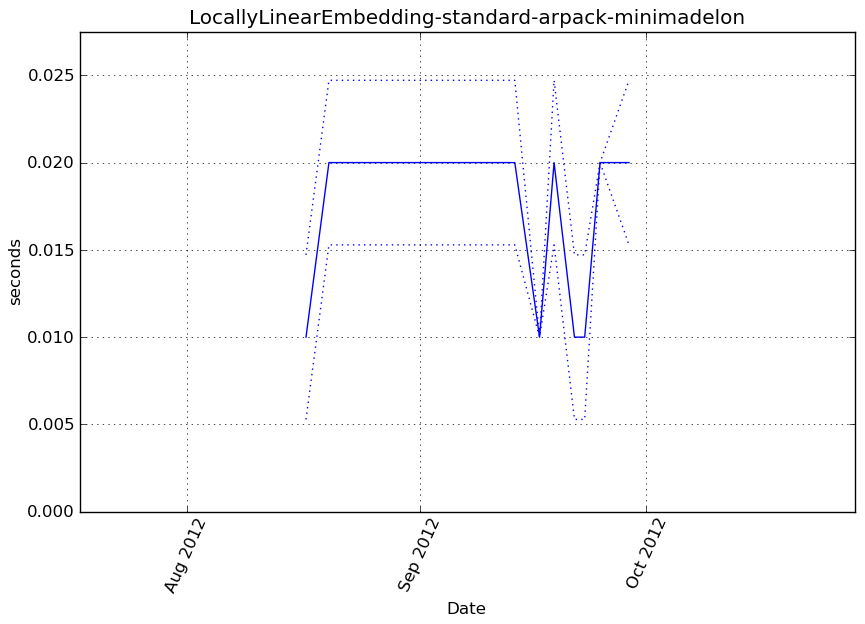 LocallyLinearEmbedding-standard-arpack-minimadelon
0.025
0.020
0.015
0.010
0.005
0.000
seconds
Aug 2012
Sep 2012
Oct 2012
Date